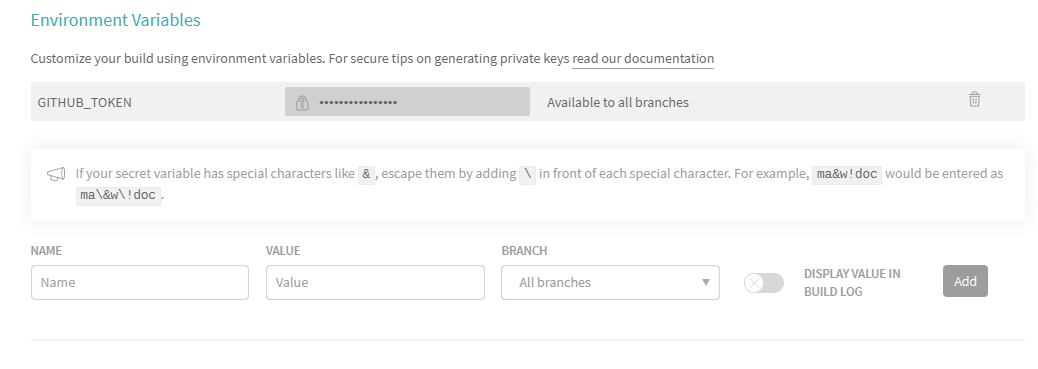 Environment Variables
Customize your build using environment variables. For secure tips on generating private keys read our documentation
GITHUB_TOKEN •••••••••••••••• Available to all branches
If your secret variable has special characters like &, escape them by adding \ in front of each special character. For example, ma&w!doc would be entered as
ma\&w\!doc.
NAME VALUE BRANCH
Name Value All branches DISPLAY VALUE IN
BUILD LOG Add